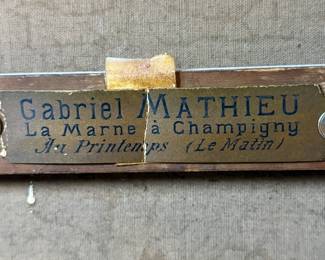 Gabriel MATHIEU
La Marne à Champigny
Au Printemps (Le Matin)